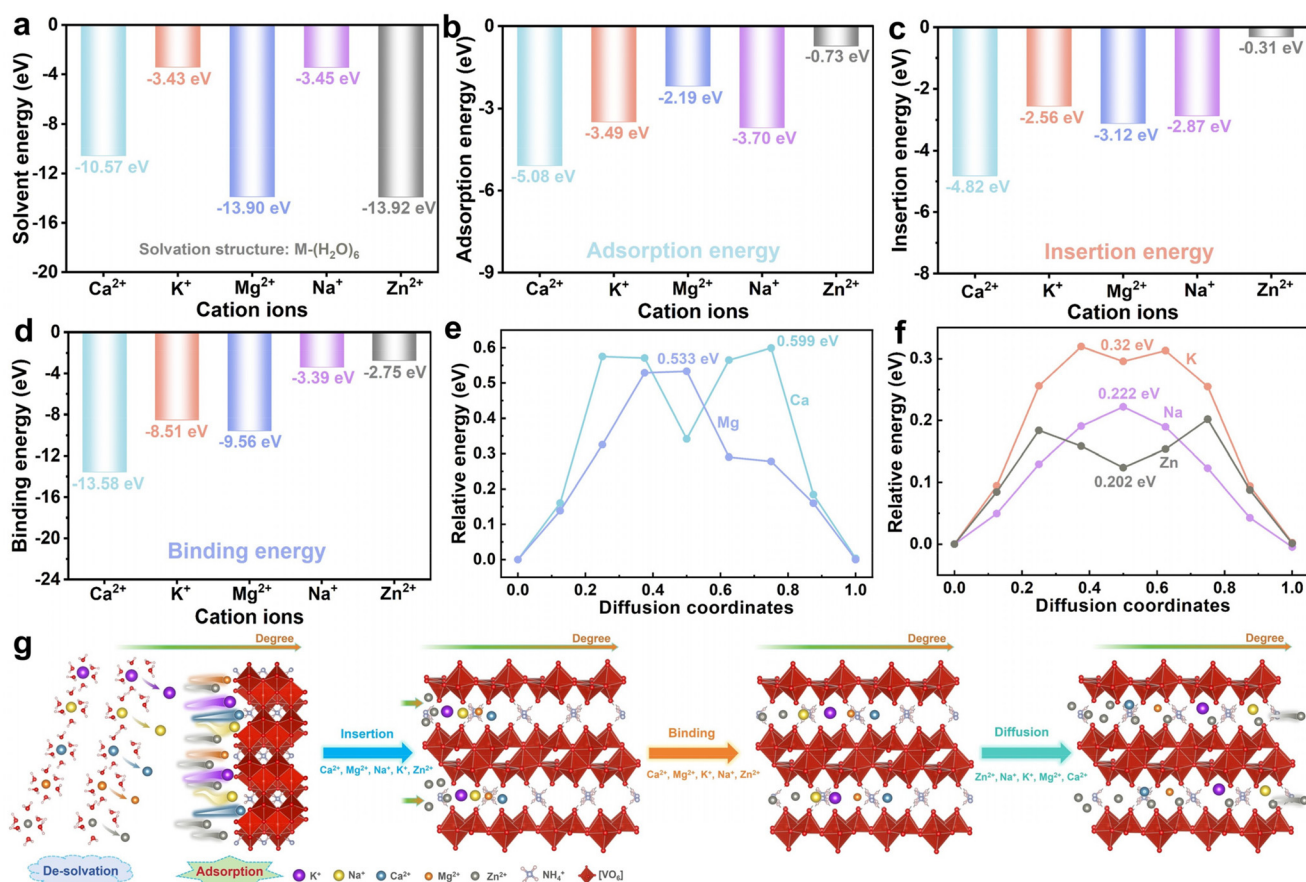 a
Solvent energy (eV)
0
-4
-8
-12
-16
-20
-10.57 eV
-3.43 eV
-13.90 eV
-3.45 eV
-13.92 eV
Solvation structure: M-(H₂O)₆
Ca²⁺ K⁺ Mg²⁺ Na⁺ Zn²⁺
Cation ions
b
Adsorption energy (eV)
0
-3
-6
-9
-5.08 eV
-3.49 eV
-2.19 eV
-3.70 eV
-0.73 eV
Adsorption energy
Ca²⁺ K⁺ Mg²⁺ Na⁺ Zn²⁺
Cation ions
c
Insertion energy (eV)
0
-2
-4
-6
-8
-4.82 eV
-2.56 eV
-3.12 eV
-2.87 eV
-0.31 eV
Insertion energy
Ca²⁺ K⁺ Mg²⁺ Na⁺ Zn²⁺
Cation ions
d
Binding energy (eV)
0
-4
-8
-12
-16
-20
-24
-13.58 eV
-8.51 eV
-9.56 eV
-3.39 eV
-2.75 eV
Binding energy
Ca²⁺ K⁺ Mg²⁺ Na⁺ Zn²⁺
Cation ions
e
Relative energy (eV)
0.6
0.5
0.4
0.3
0.2
0.1
0.0
0.533 eV
0.599 eV
Ca
Mg
0.0 0.2 0.4 0.6 0.8 1.0
Diffusion coordinates
f
Relative energy (eV)
0.3
0.2
0.1
0.0
0.32 eV
K
0.222 eV
Na
Zn
0.202 eV
0.0 0.2 0.4 0.6 0.8 1.0
Diffusion coordinates
g
Degree
Degree
Degree
Degree
Insertion
Ca²⁺, Mg²⁺, Na⁺, K⁺, Zn²⁺
Binding
Ca²⁺, Mg²⁺, K⁺, Na⁺, Zn²⁺
Diffusion
Zn²⁺, Na⁺, K⁺, Mg²⁺, Ca²⁺
De-solvation
Adsorption
K⁺ Na⁺ Ca²⁺ Mg²⁺ Zn²⁺ NH₄⁺ [VO₆]